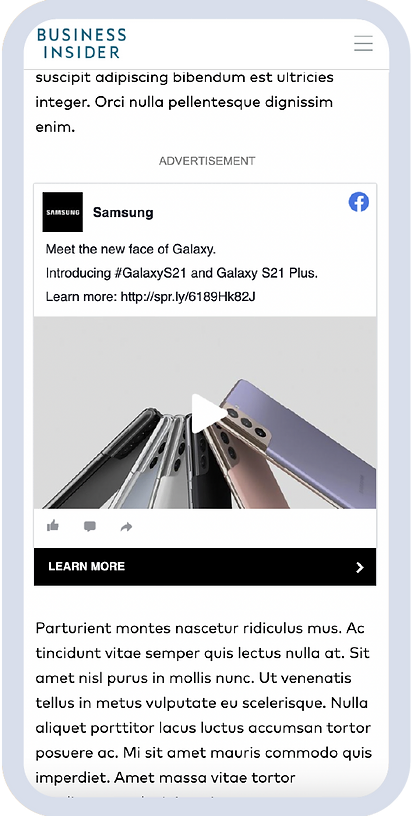 BUSINESS
INSIDER
suscipit adipiscing bibendum est ultricies
integer. Orci nulla pellentesque dignissim
enim.
ADVERTISEMENT
SAMSUNG
Samsung
Meet the new face of Galaxy.
Introducing #GalaxyS21 and Galaxy S21 Plus.
Learn more: http://spr.ly/6189Hk82J
LEARN MORE
Parturient montes nascetur ridiculus mus. Ac
tincidunt vitae semper quis lectus nulla at. Sit
amet nisl purus in mollis nunc. Ut venenatis
tellus in metus vulputate eu scelerisque. Nulla
aliquet porttitor lacus luctus accumsan tortor
posuere ac. Mi sit amet mauris commodo quis
imperdiet. Amet massa vitae tortor